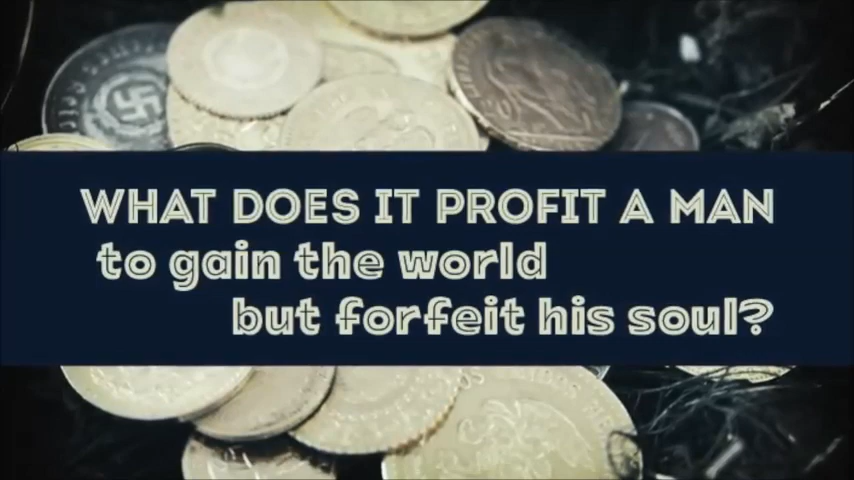 WHAT DOES IT PROFIT A MAN
to gain the world
but forfeit his soul?